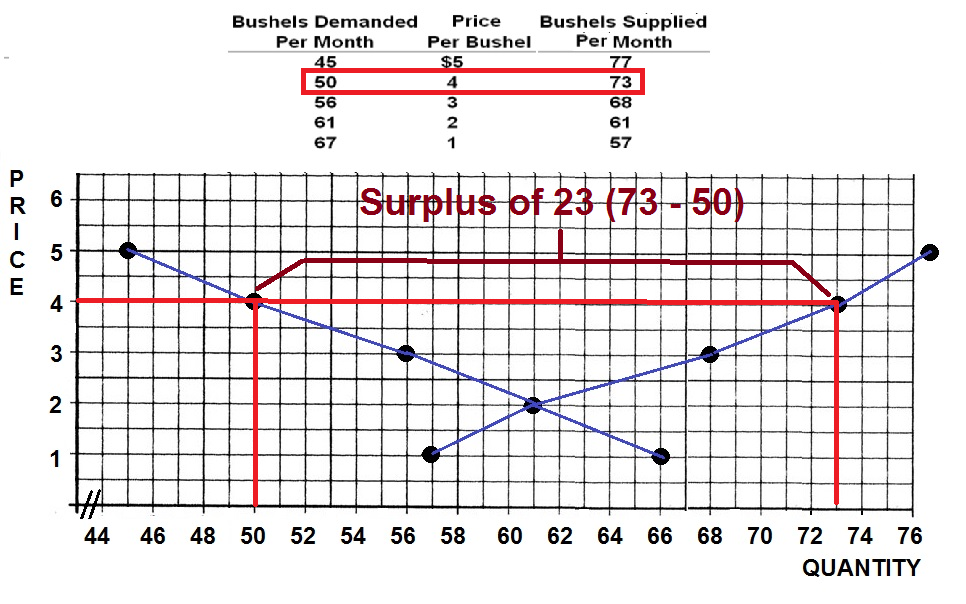 Bushels Demanded Price Bushels Supplied
Per Month Per Bushel Per Month
45 $5 77
50 4 73
56 3 68
61 2 61
67 1 57
PRICE
Surplus of 23 (73 - 50)
6
5
4
3
2
1
44 46 48 50 52 54 56 58 60 62 64 66 68 70 72 74 76
QUANTITY